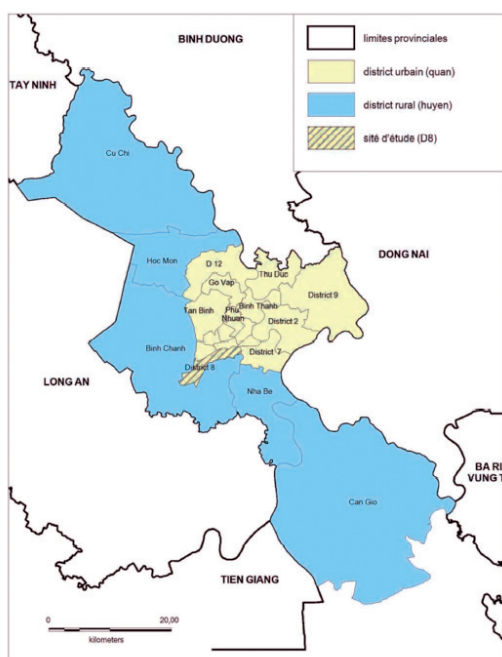 BINH DUONG
limites provinciales
TAY NINH
district urbain (quan)
district rural (huyen)
sité d'étude (D8)
Cu Chi
Hoc Mon
D 12
Thu Duc
DONG NAI
Go Vap
District 9
Tan Binh
Phu
Nhuan
Binh Thanh
District 2
Binh Chanh
District 7
District 8
LONG AN
Nha Be
BA RI
VUNG T
Can Gio
TIEN GIANG
0
20,00
kilometers